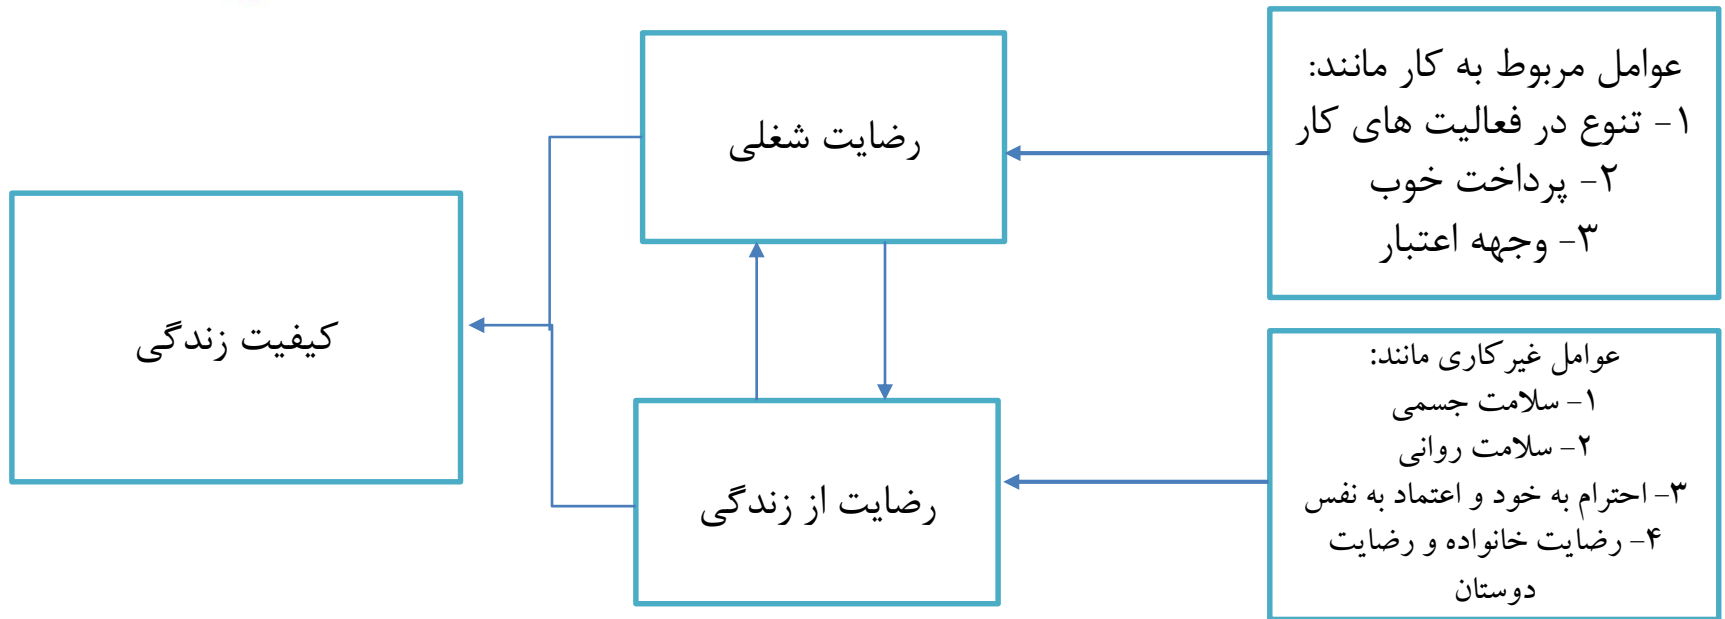 عوامل مربوط به کار مانند:
۱- تنوع در فعالیت های کار
۲- پرداخت خوب
۳- وجهه اعتبار
رضایت شغلی
کیفیت زندگی
عوامل غیرکاری مانند:
۱- سلامت جسمی
۲- سلامت روانی
۳- احترام به خود و اعتماد به نفس
۴- رضایت خانواده و رضایت
دوستان
رضایت از زندگی